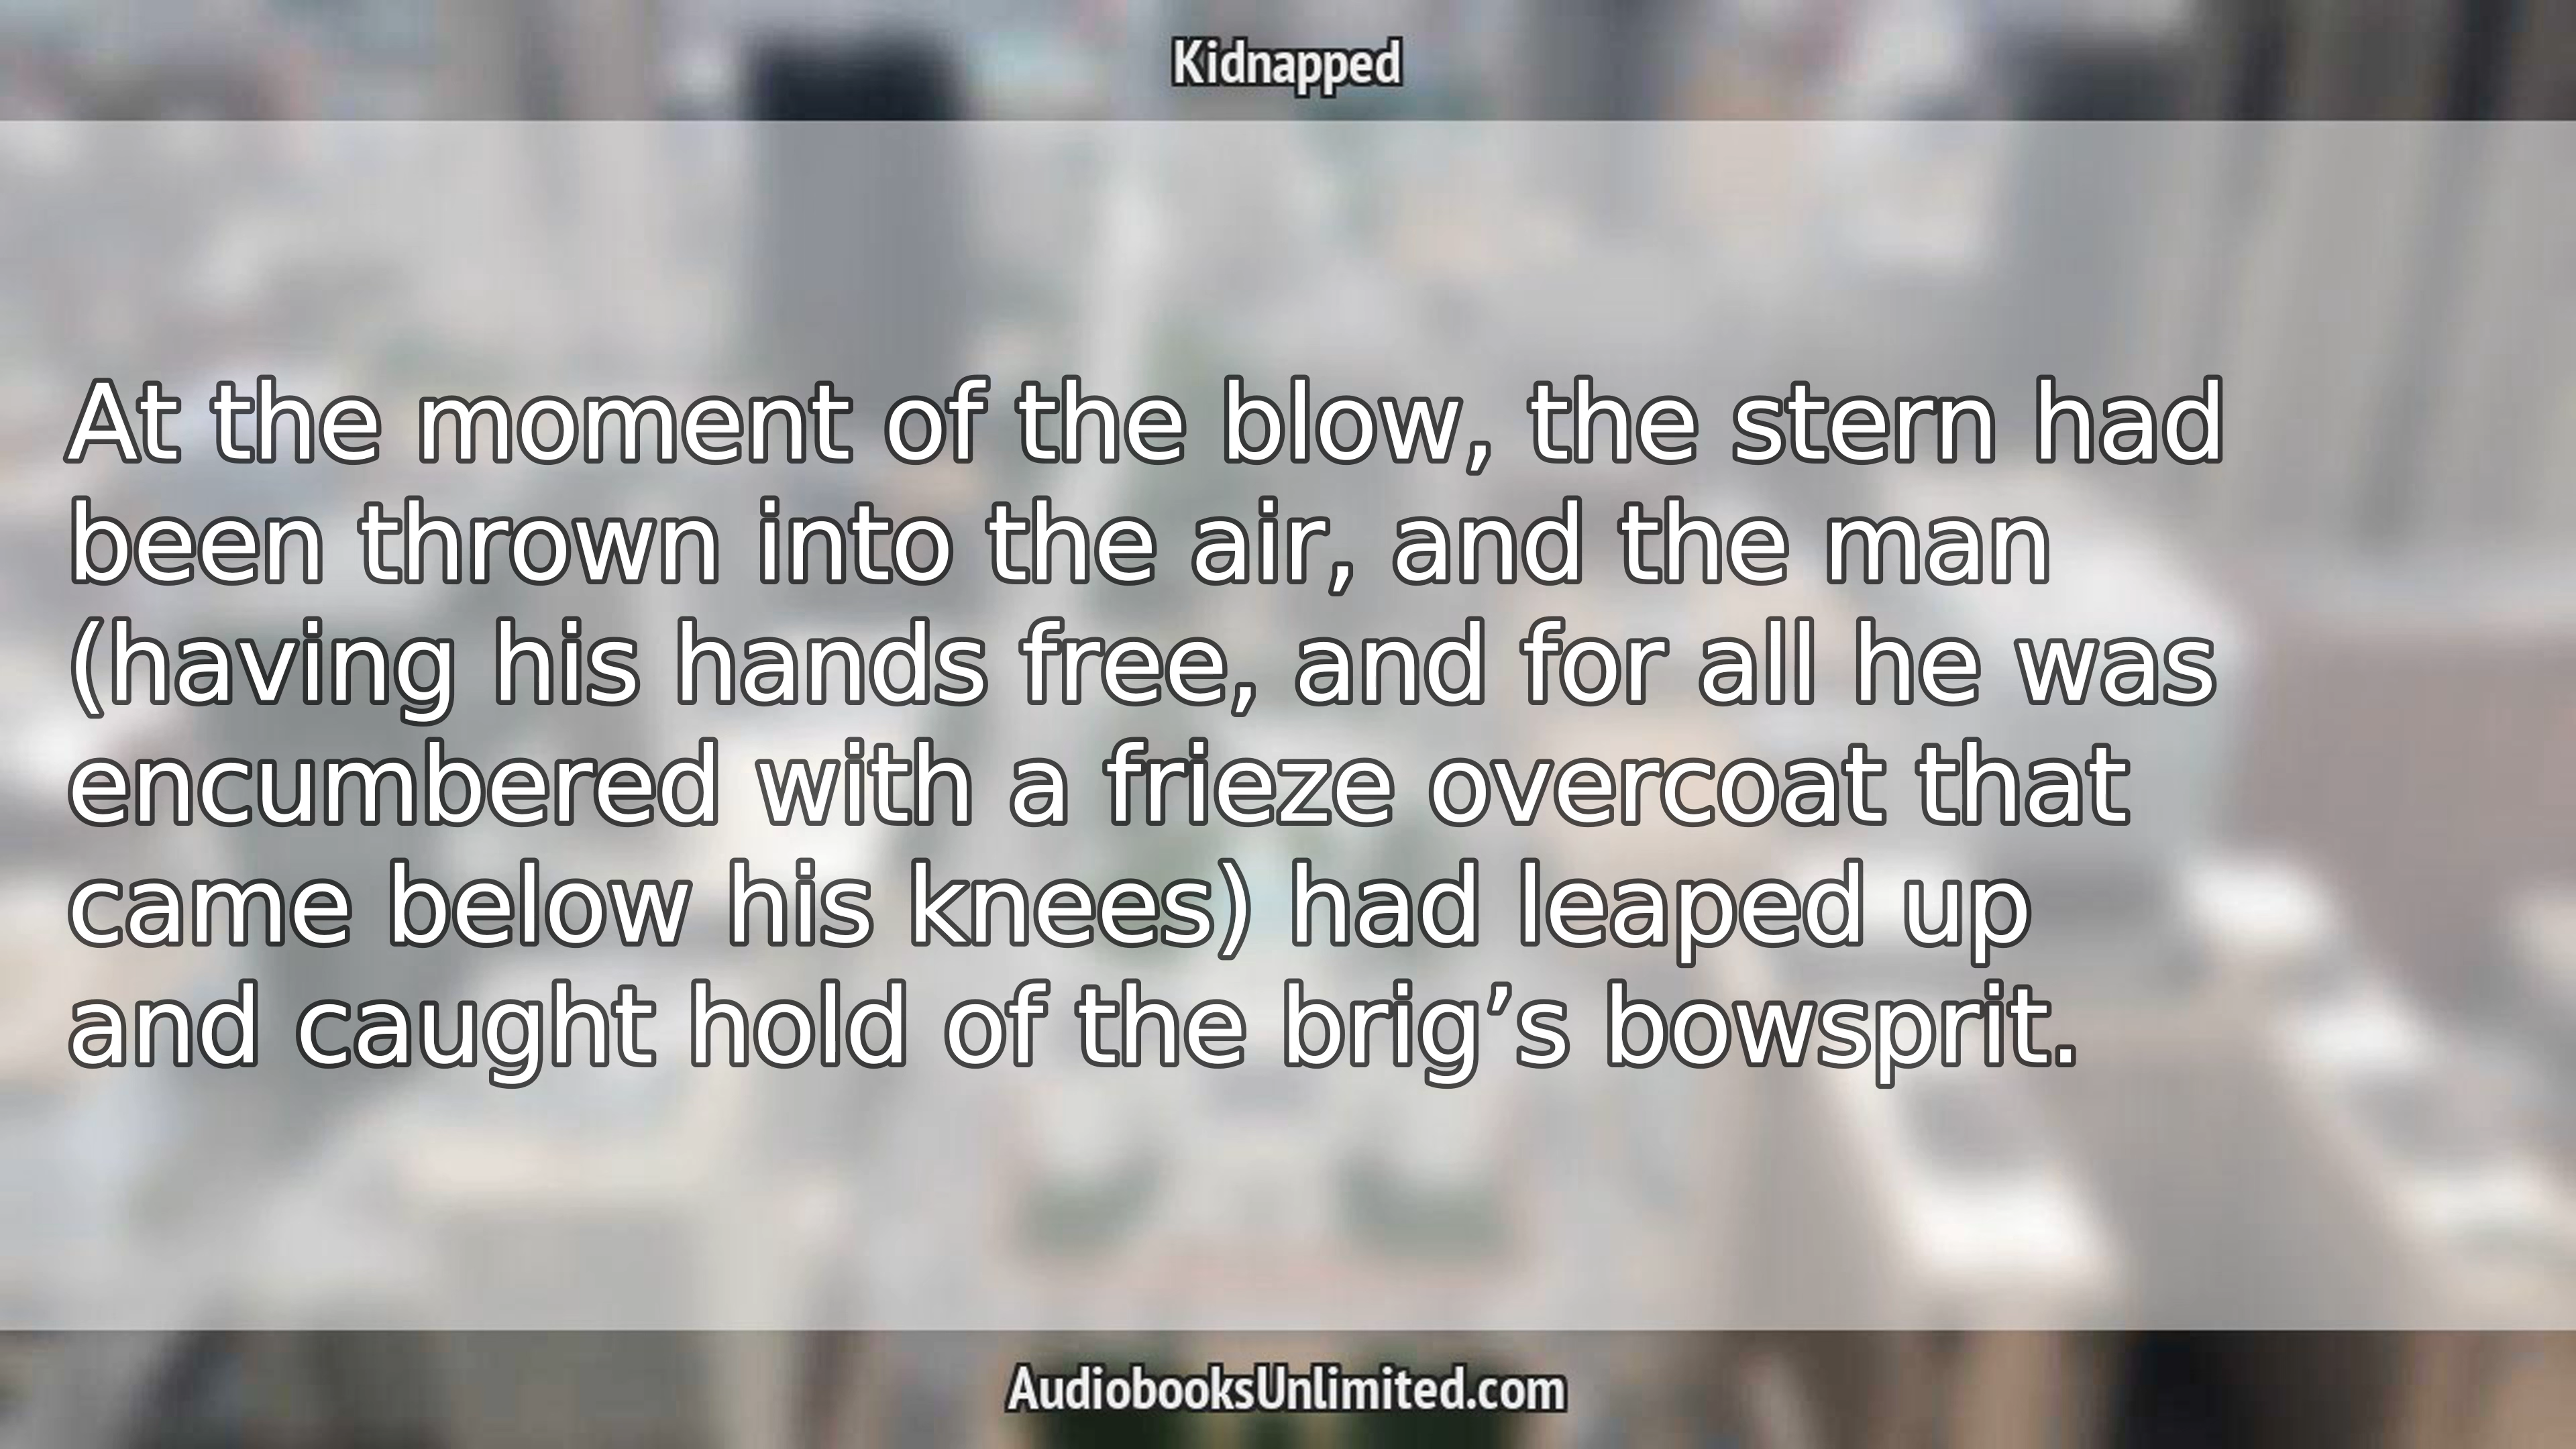 Kidnapped
At the moment of the blow, the stern had
been thrown into the air, and the man
(having his hands free, and for all he was
encumbered with a frieze overcoat that
came below his knees) had leaped up
and caught hold of the brig’s bowsprit.
AudiobooksUnlimited.com